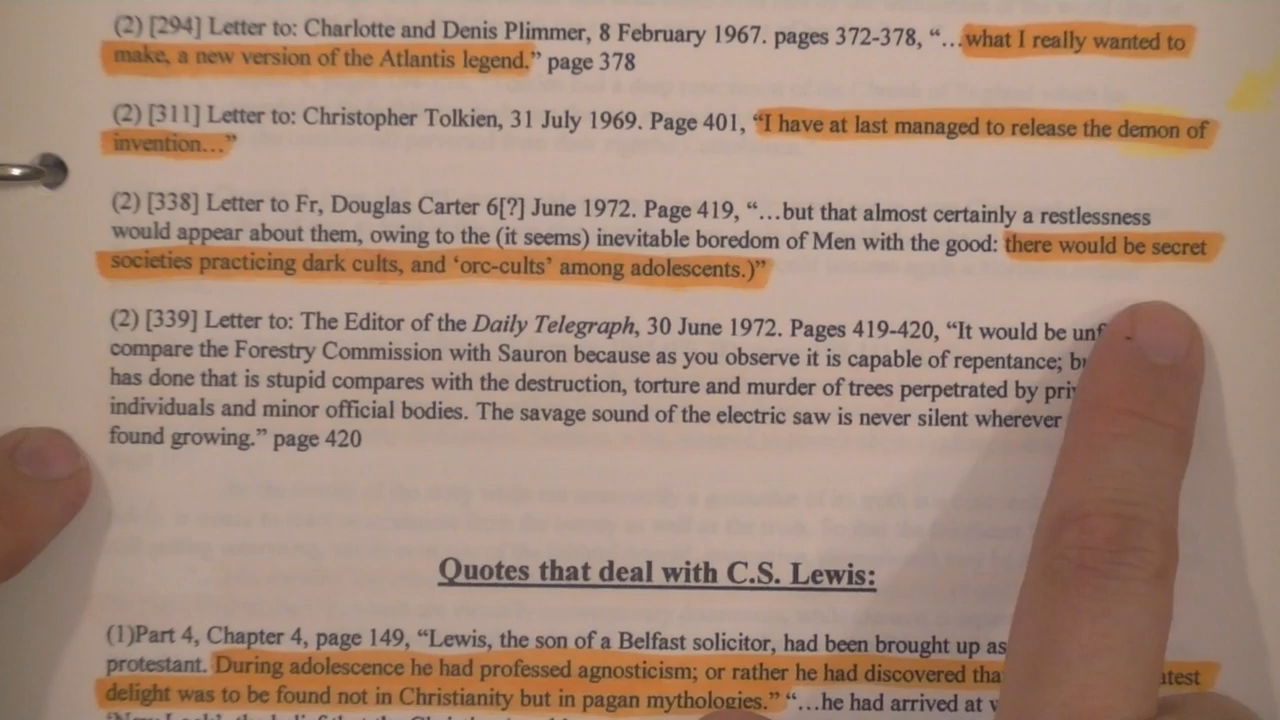 (2) [294] Letter to: Charlotte and Denis Plimmer, 8 February 1967. pages 372-378, “…what I really wanted to
make, a new version of the Atlantis legend.” page 378
(2) [311] Letter to: Christopher Tolkien, 31 July 1969. Page 401, “I have at last managed to release the demon of
invention…”
(2) [338] Letter to Fr, Douglas Carter 6[?] June 1972. Page 419, “…but that almost certainly a restlessness
would appear about them, owing to the (it seems) inevitable boredom of Men with the good: there would be secret
societies practicing dark cults, and ‘orc-cults’ among adolescents.)”
(2) [339] Letter to: The Editor of the Daily Telegraph, 30 June 1972. Pages 419-420, “It would be
compare the Forestry Commission with Sauron because as you observe it is capable of repentance;
has done that is stupid compares with the destruction, torture and murder of trees perpetrated by
individuals and minor official bodies. The savage sound of the electric saw is never silent wherever
found growing.” page 420
Quotes that deal with C.S. Lewis:
(1)Part 4, Chapter 4, page 149, “Lewis, the son of a Belfast solicitor, had been brought up as
protestant. During adolescence he had professed agnosticism; or rather he had discovered
delight was to be found not in Christianity but in pagan mythologies.” “…he had arrived at